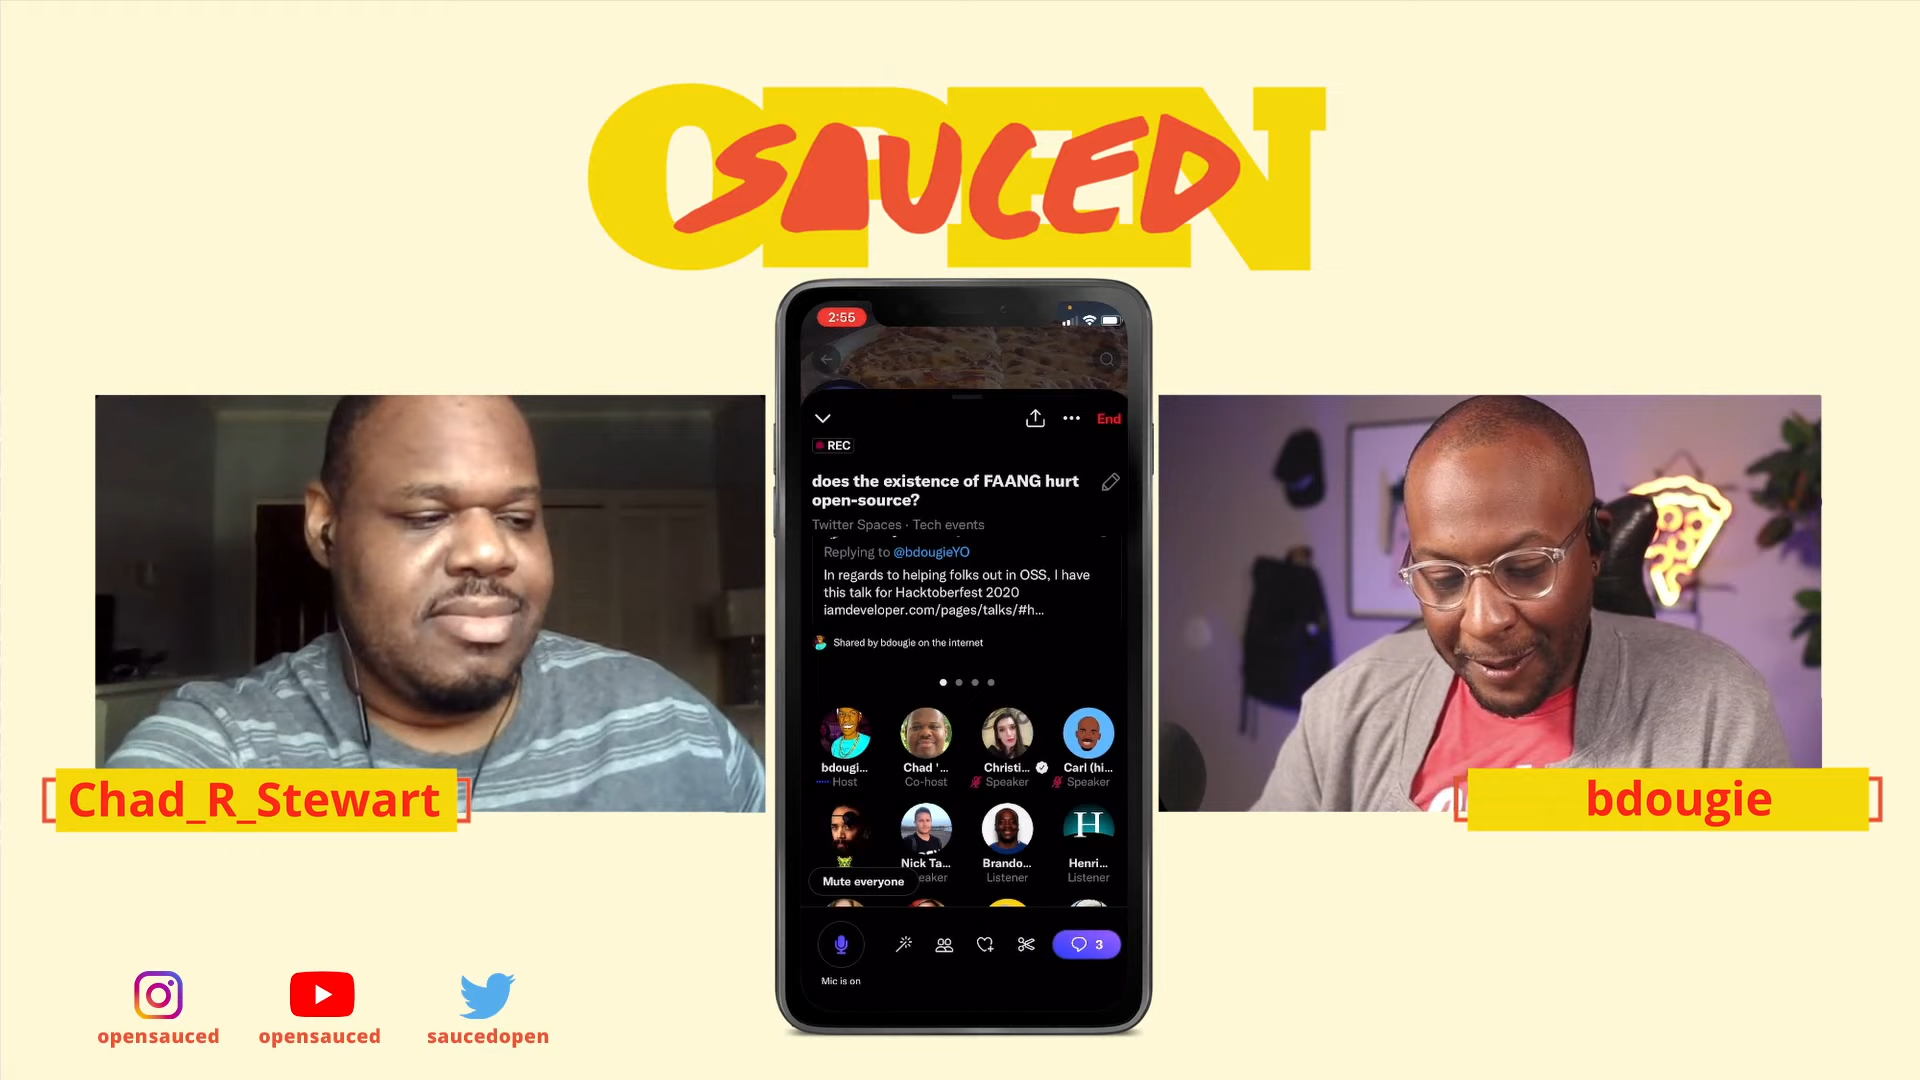 OPEN
SAUCED
2:55
End
REC
does the existence of FAANG hurt
open-source?
Twitter Spaces · Tech events
Replying to @bdougieYO
In regards to helping folks out in OSS, I have
this talk for Hacktoberfest 2020
iamdeveloper.com/pages/talks/#h...
Shared by bdougie on the internet
bdougi... Chad '... Christi... Carl (hi...
Host Co-host Speaker Speaker
H
Nick Ta... Brando... Henri...
Mute everyone eaker Listener Listener
3
Mic is on
Chad_R_Stewart
bdougie
opensauced opensauced saucedopen